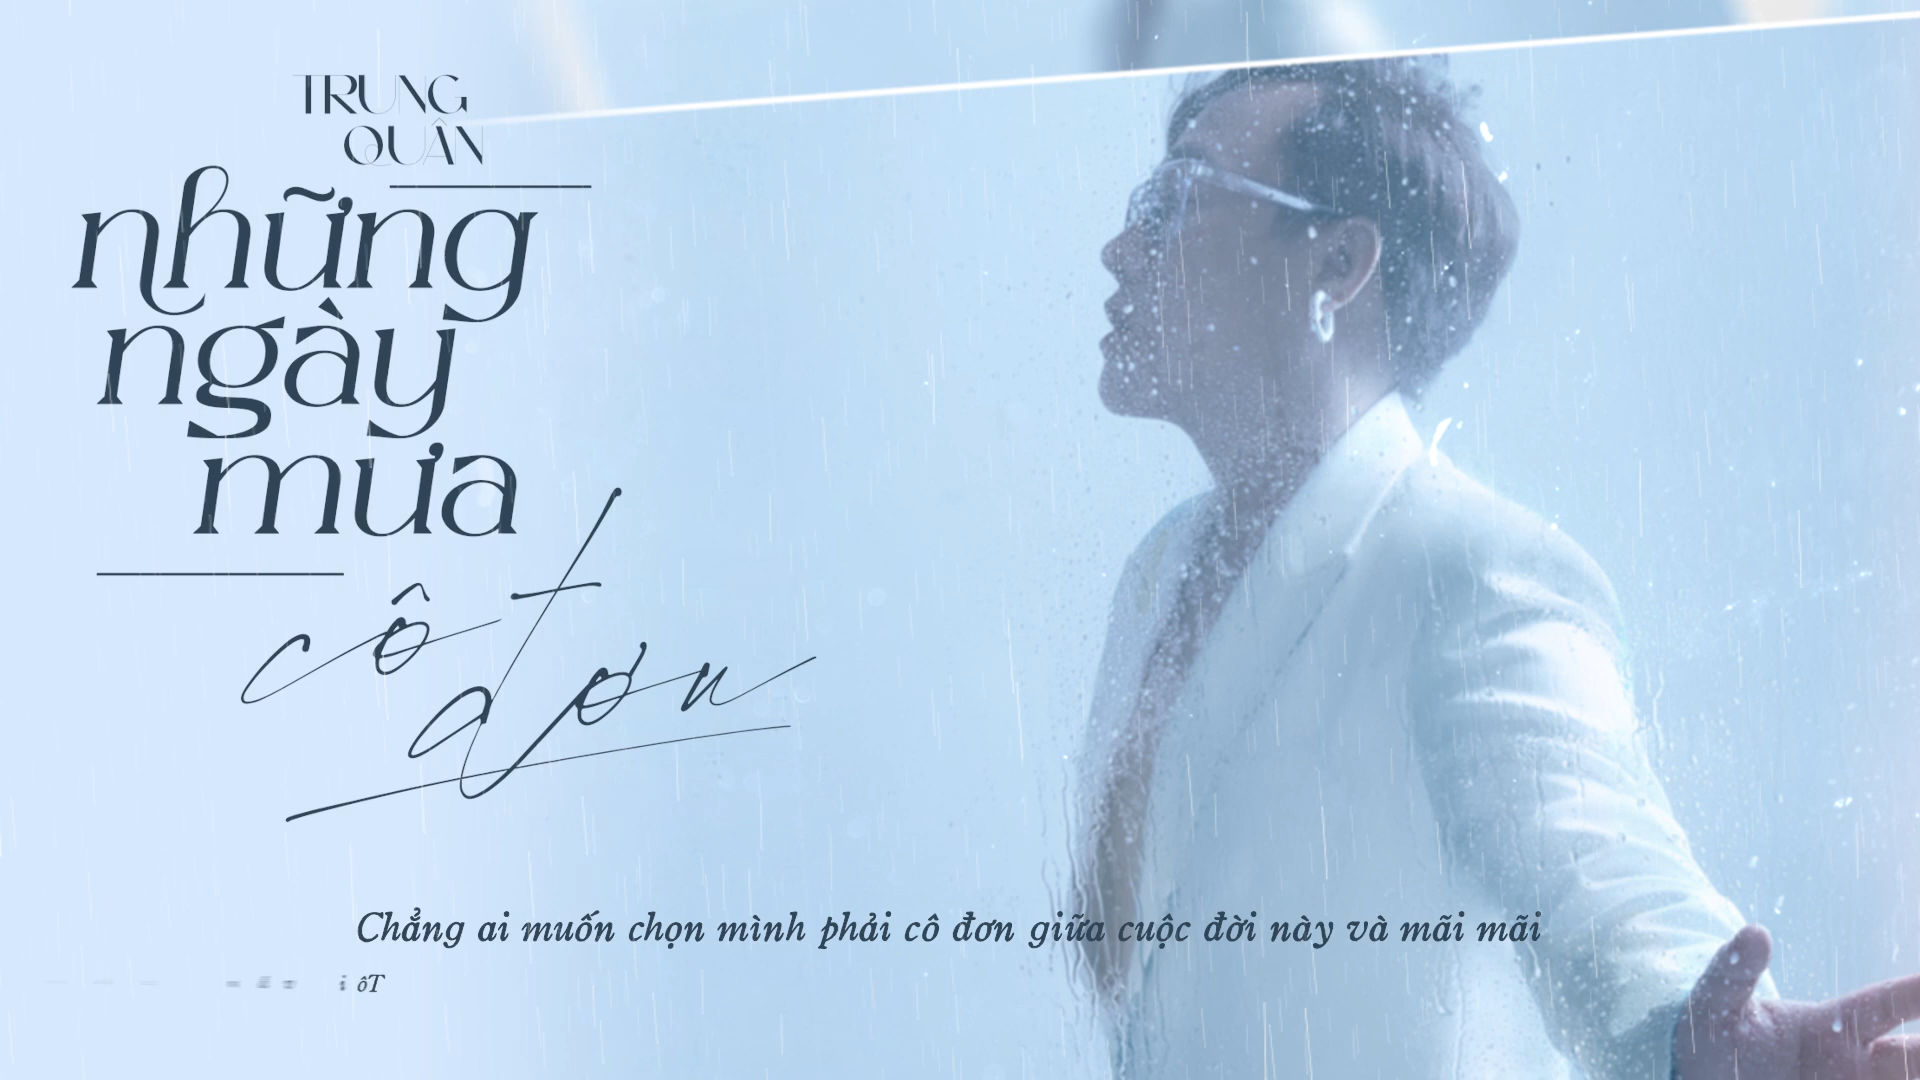 TRUNG
QUÂN
những
ngày
mưa
cô
đơn
Chẳng ai muốn chọn mình phải cô đơn giữa cuộc đời này và mãi mãi
ôT